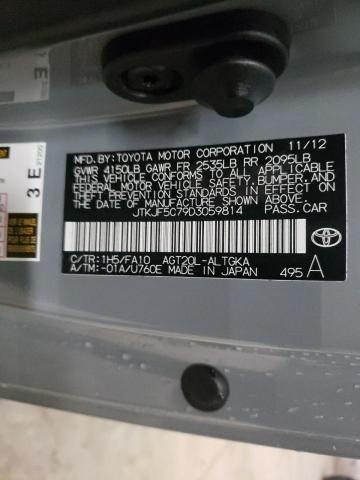 MFD. BY: TOYOTA MOTOR CORPORATION 11/12
GVWR 4150LB GAWR FR 2535LB RR 2095LB
THIS VEHICLE CONFORMS TO ALL APPLICABLE
FEDERAL MOTOR VEHICLE SAFETY, BUMPER, AND
THEFT PREVENTION STANDARDS IN EFFECT ON
THE DATE OF MANUFACTURE SHOWN ABOVE.
JTKJF5C79D3059814 PASS.CAR
C/TR: 1H5/FA10 AGT20L-ALTGKA
A/TM: -01A/U760E MADE IN JAPAN 495 A
3 E